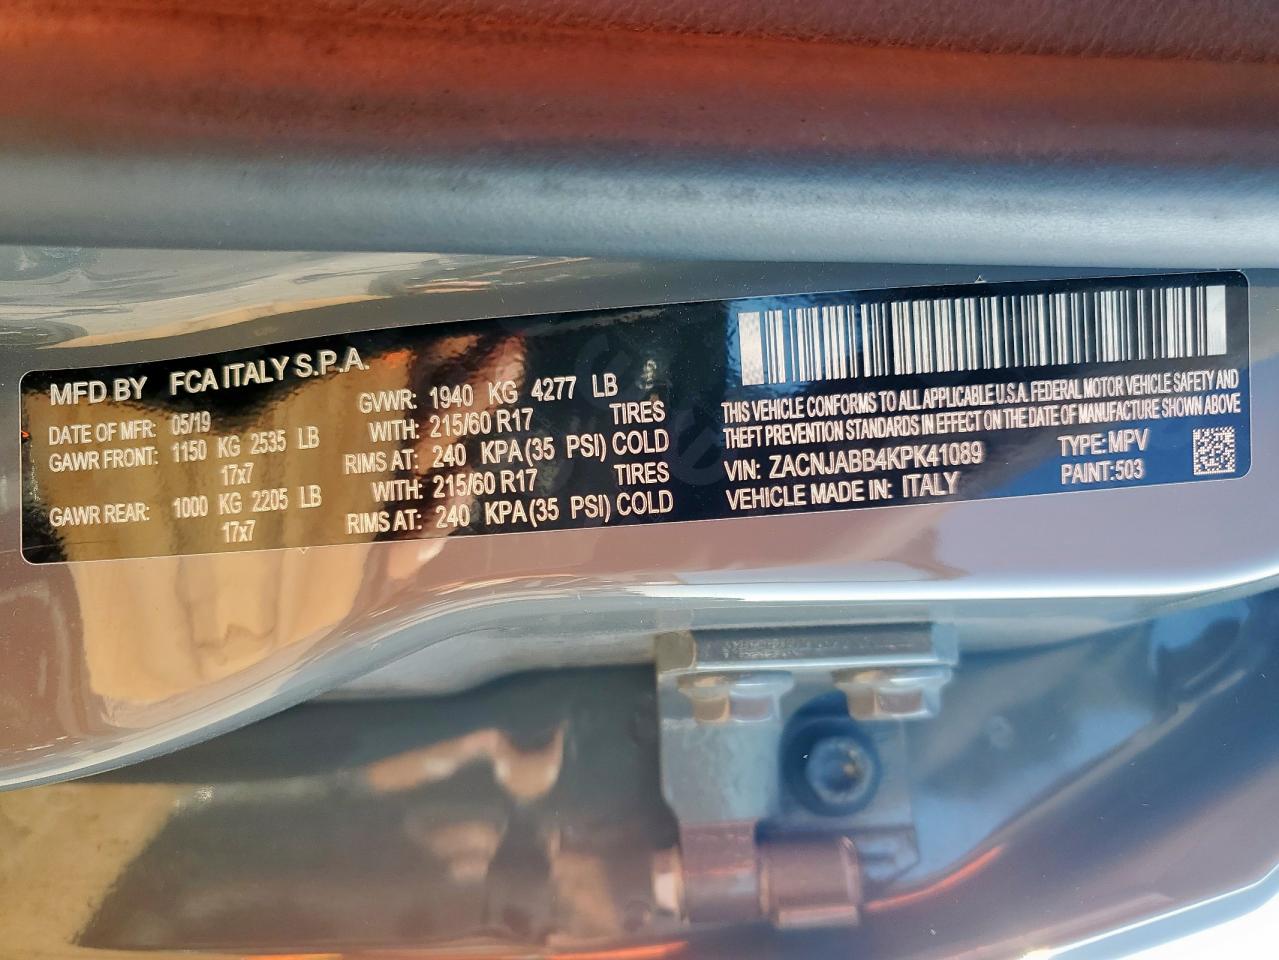 MFD BY FCA ITALY S.P.A.
DATE OF MFR: 05/19 GVWR: 1940 KG 4277 LB
GAWR FRONT: 1150 KG 2535 LB WITH: 215/60 R17 TIRES
17x7 RIMS AT: 240 KPA(35 PSI) COLD
GAWR REAR: 1000 KG 2205 LB WITH: 215/60 R17 TIRES
17x7 RIMS AT: 240 KPA(35 PSI) COLD
THIS VEHICLE CONFORMS TO ALL APPLICABLE U.S.A. FEDERAL MOTOR VEHICLE SAFETY AND
THEFT PREVENTION STANDARDS IN EFFECT ON THE DATE OF MANUFACTURE SHOWN ABOVE
VIN: ZACNJABB4KPK41089 TYPE: MPV
VEHICLE MADE IN: ITALY PAINT: 503